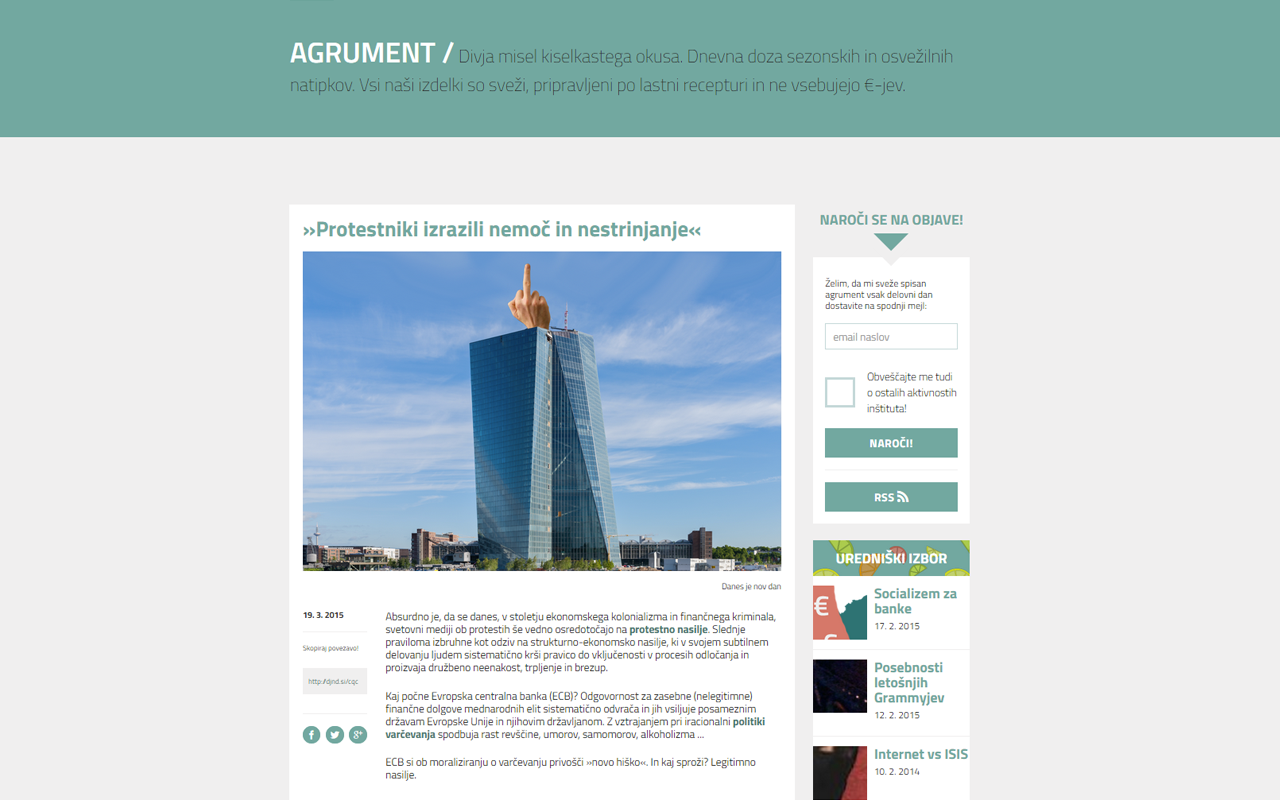 AGRUMENT / Divja misel kiselkastega okusa. Dnevna doza sezonskih in osvežilnih
natipkov. Vsi naši izdelki so sveži, pripravljeni po lastni recepturi in ne vsebujejo €-jev.
»Protestniki izrazili nemoč in nestrinjanje«
Danes je nov dan
19. 3. 2015
Skopiraj povezavo!
http://djnd.si/cqc
Absurdno je, da se danes, v stoletju ekonomskega kolonializma in finančnega kriminala,
svetovni mediji ob protestih še vedno osredotočajo na protestno nasilje. Slednje
praviloma izbruhne kot odziv na strukturno-ekonomsko nasilje, ki v svojem subtilnem
delovanju ljudem sistematično krši pravico do vključenosti v procesih odločanja in
proizvaja družbeno neenakost, trpljenje in brezup.
Kaj počne Evropska centralna banka (ECB)? Odgovornost za zasebne (nelegitimne)
finančne dolgove mednarodnih elit sistematično odvrača in jih vsiljuje posameznim
državam Evropske Unije in njihovim državljanom. Z vztrajanjem pri iracionalni politiki
varčevanja spodbuja rast revščine, umorov, samomorov, alkoholizma ...
ECB si ob moraliziranju o varčevanju privošči »novo hiško«. In kaj sproži? Legitimno
nasilje.
NAROČI SE NA OBJAVE!
Želim, da mi sveže spisan
agrument vsak delovni dan
dostavite na spodnji mejl:
email naslov
Obveščajte me tudi
o ostalih aktivnostih
inštituta!
NAROČI!
RSS
UREDNIŠKI IZBOR
Socializem za
banke
17. 2. 2015
Posebnosti
letošnjih
Grammyjev
12. 2. 2015
Internet vs ISIS
10. 2. 2014